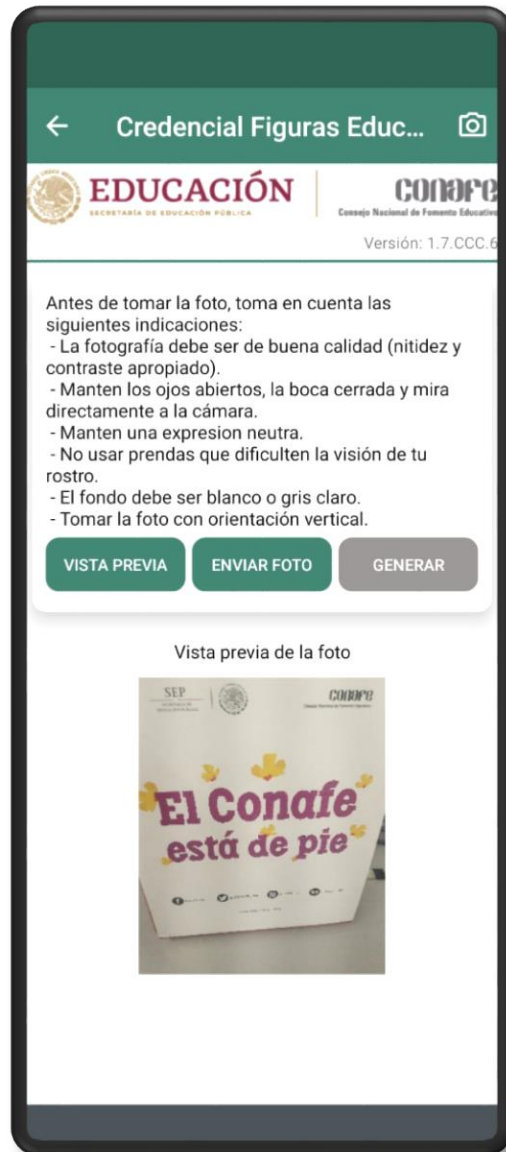 Credencial Figuras Educ...
EDUCACIÓN
SECRETARÍA DE EDUCACIÓN PÚBLICA
CONAFE
Consejo Nacional de Fomento Educativo
Versión: 1.7.CCC.6
Antes de tomar la foto, toma en cuenta las
siguientes indicaciones:
- La fotografía debe ser de buena calidad (nitidez y
contraste apropiado).
- Manten los ojos abiertos, la boca cerrada y mira
directamente a la cámara.
- Manten una expresion neutra.
- No usar prendas que dificulten la visión de tu
rostro.
- El fondo debe ser blanco o gris claro.
- Tomar la foto con orientación vertical.
VISTA PREVIA
ENVIAR FOTO
GENERAR
Vista previa de la foto
SEP
CONAFE
El Conafe
está de pie